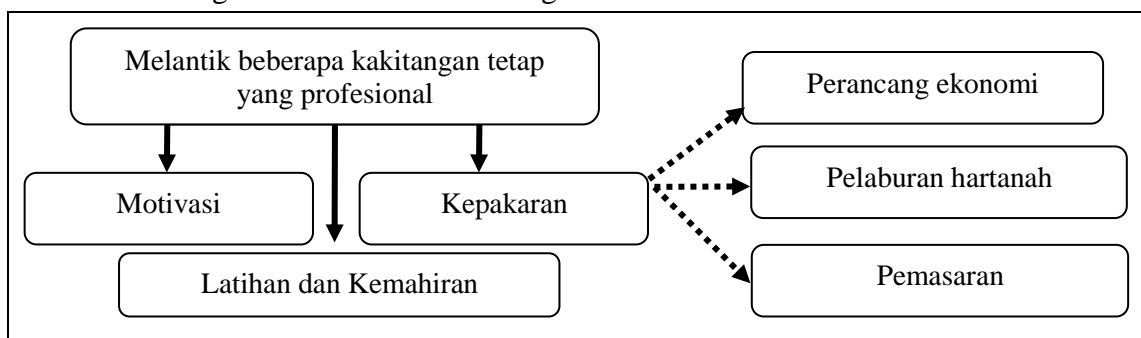 Melantik beberapa kakitangan tetap
yang profesional
Perancang ekonomi
Motivasi
Kepakaran
Pelaburan hartanah
Latihan dan Kemahiran
Pemasaran